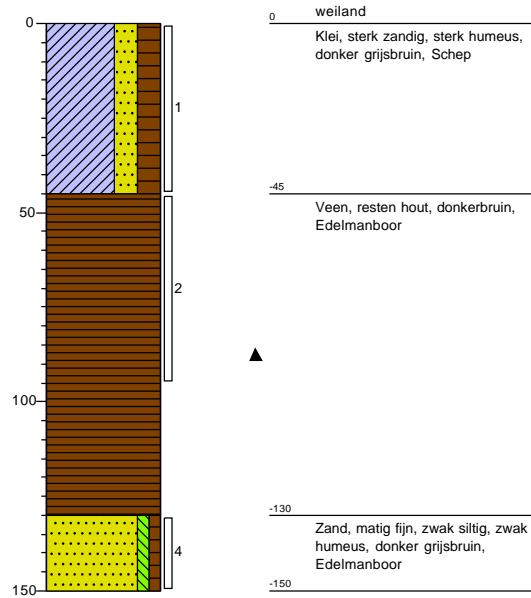 0
50
100
150
1
2
4
0
weiland
Klei, sterk zandig, sterk humeus,
donker grijsbruin, Schep
-45
Veen, resten hout, donkerbruin,
Edelmanboor
-130
Zand, matig fijn, zwak siltig, zwak
humeus, donker grijsbruin,
Edelmanboor
-150